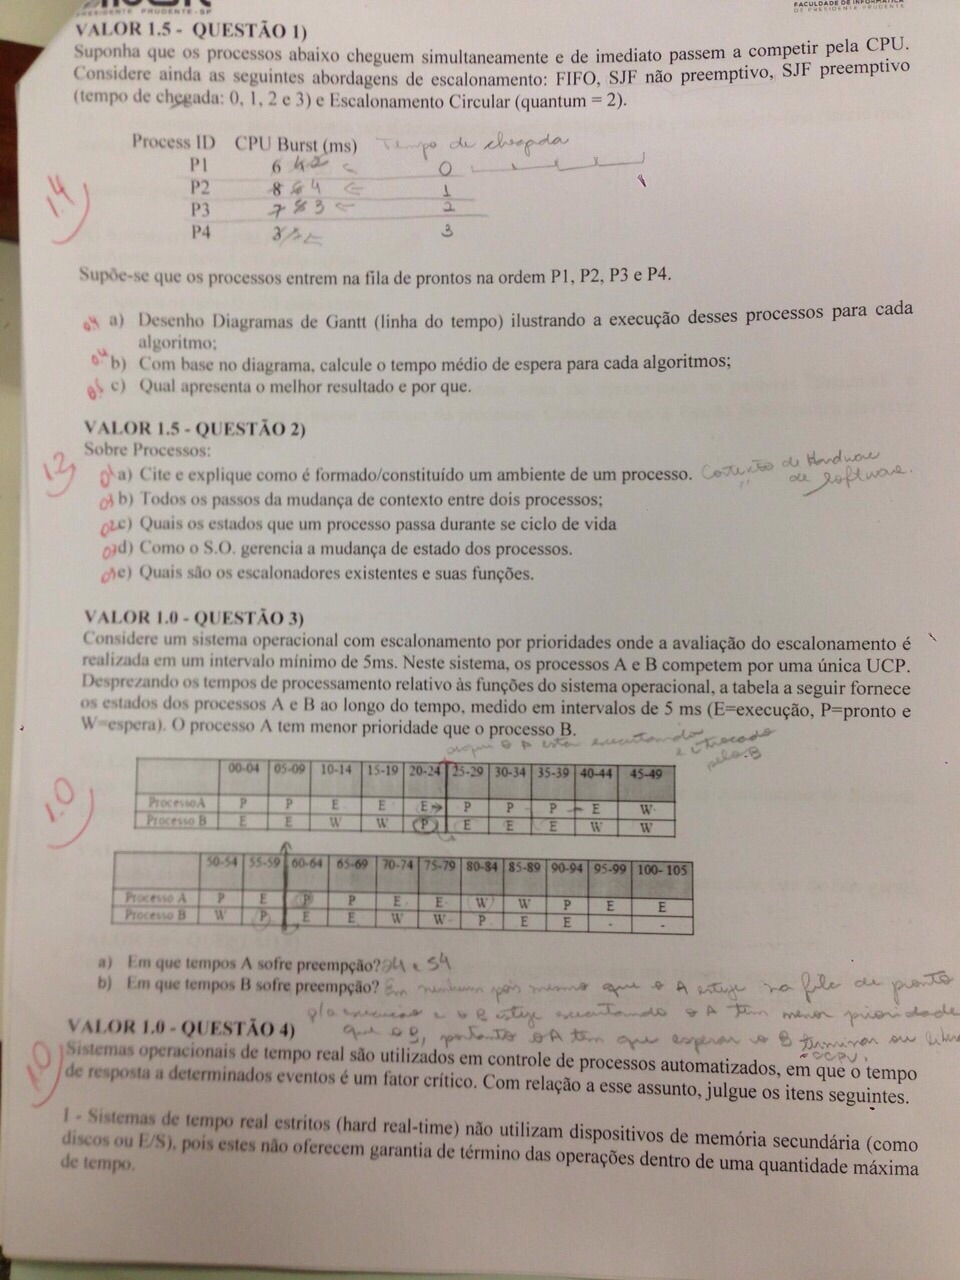 PRESIDENTE PRUDENTE-SP
FACULDADE DE INFORMÁTICA
DE PRESIDENTE PRUDENTE
VALOR 1.5 - QUESTÃO 1)
Suponha que os processos abaixo cheguem simultaneamente e de imediato passem a competir pela CPU.
Considere ainda as seguintes abordagens de escalonamento: FIFO, SJF não preemptivo, SJF preemptivo
(tempo de chegada: 0, 1, 2 e 3) e Escalonamento Circular (quantum = 2).
Process ID CPU Burst (ms) Tempo de chegada
P1 6 4 2 0
P2 8 6 4 1
P3 7 5 3 2
P4 3 3
1.4
Supõe-se que os processos entrem na fila de prontos na ordem P1, P2, P3 e P4.
a) Desenho Diagramas de Gantt (linha do tempo) ilustrando a execução desses processos para cada
algoritmo;
b) Com base no diagrama, calcule o tempo médio de espera para cada algoritmos;
c) Qual apresenta o melhor resultado e por que.
VALOR 1.5 - QUESTÃO 2)
Sobre Processos:
1.3
a) Cite e explique como é formado/constituído um ambiente de um processo. Contexto de Hardware
" de Software.
b) Todos os passos da mudança de contexto entre dois processos;
c) Quais os estados que um processo passa durante se ciclo de vida
d) Como o S.O. gerencia a mudança de estado dos processos.
e) Quais são os escalonadores existentes e suas funções.
VALOR 1.0 - QUESTÃO 3)
Considere um sistema operacional com escalonamento por prioridades onde a avaliação do escalonamento é
realizada em um intervalo mínimo de 5ms. Neste sistema, os processos A e B competem por uma única UCP.
Desprezando os tempos de processamento relativo às funções do sistema operacional, a tabela a seguir fornece
os estados dos processos A e B ao longo do tempo, medido em intervalos de 5 ms (E=execução, P=pronto e
W=espera). O processo A tem menor prioridade que o processo B.
aqui o A estar executando
e é trocado
pelo B
1.0
00-04 05-09 10-14 15-19 20-24 25-29 30-34 35-39 40-44 45-49
Processo A P P E E E P P P E W
Processo B E E W W P E E E W W
50-54 55-59 60-64 65-69 70-74 75-79 80-84 85-89 90-94 95-99 100- 105
Processo A P E P P E E W W P E E
Processo B W P E E W W P E E - -
a) Em que tempos A sofre preempção? 24 e 54
b) Em que tempos B sofre preempção? Em nenhum pois mesmo que o A esteja na fila de pronto
p/a execucao e o B esteja executando o A tem menor prioridade
que o B, portanto o A tem que esperar o B terminar ou
o CPU.
VALOR 1.0 - QUESTÃO 4)
1.0
Sistemas operacionais de tempo real são utilizados em controle de processos automatizados, em que o tempo
de resposta a determinados eventos é um fator crítico. Com relação a esse assunto, julgue os itens seguintes.
I - Sistemas de tempo real estritos (hard real-time) não utilizam dispositivos de memória secundária (como
discos ou E/S), pois estes não oferecem garantia de término das operações dentro de uma quantidade máxima
de tempo.